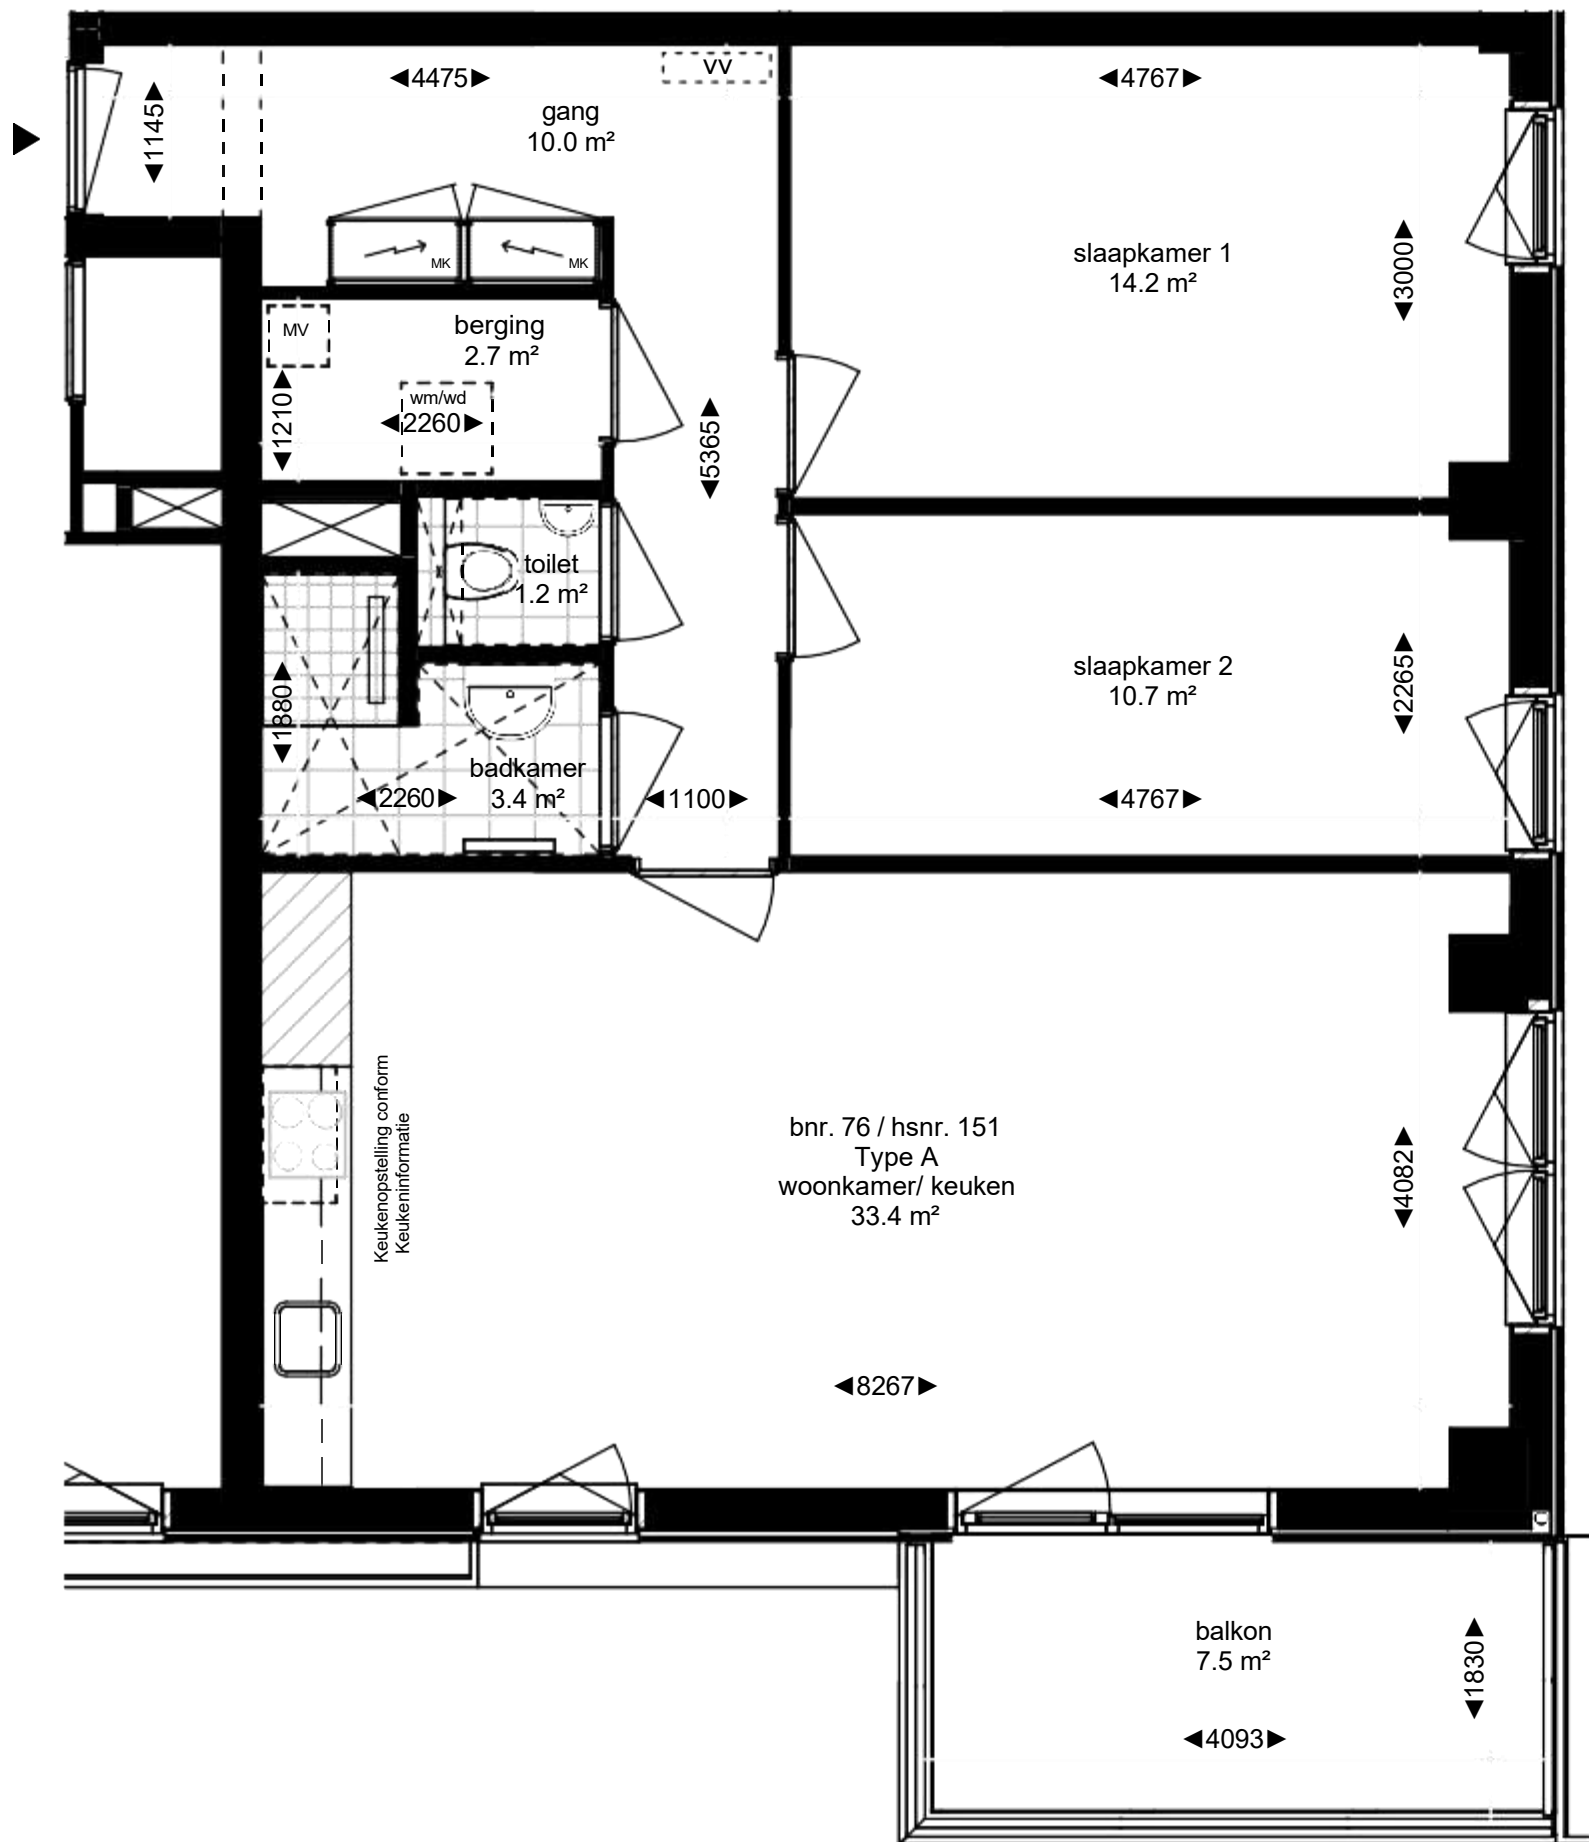 4475
VV
4767
1145
gang
10.0 m²
slaapkamer 1
14.2 m²
3000
MK
MK
MV
berging
2.7 m²
wm/wd
2260
1210
5365
toilet
1.2 m²
slaapkamer 2
10.7 m²
2265
1880
badkamer
3.4 m²
2260
1100
4767
Keukenopstelling conform
Keukeninformatie
bnr. 76 / hsnr. 151
Type A
woonkamer/ keuken
33.4 m²
4082
8267
balkon
7.5 m²
1830
4093